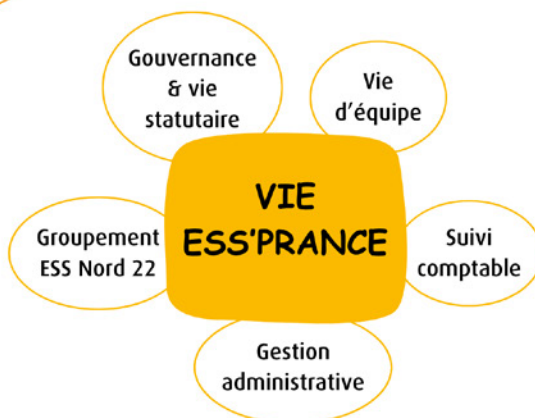 Gouvernance
& vie
statutaire
Vie
d'équipe
VIE
ESS'PRANCE
Groupement
ESS Nord 22
Suivi
comptable
Gestion
administrative